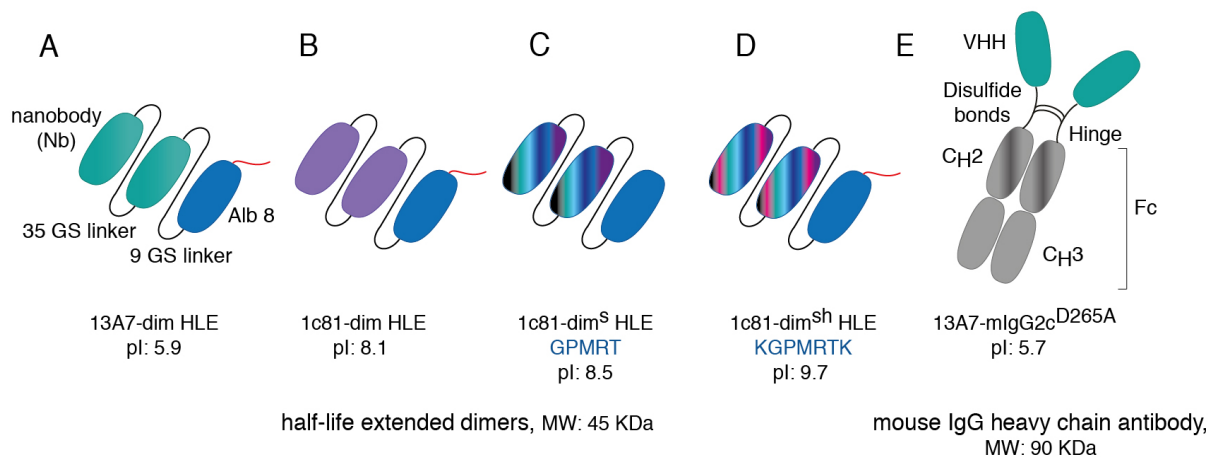 A
B
C
D
E
nanobody
(Nb)
35 GS linker
9 GS linker
Alb 8
VHH
Disulfide
bonds
Hinge
CH2
Fc
CH3
13A7-dim HLE
pI: 5.9
1c81-dim HLE
pI: 8.1
1c81-dimS HLE
GPMRT
pI: 8.5
1c81-dimsh HLE
KGPMRTK
pI: 9.7
13A7-mIgG2cD265A
pI: 5.7
half-life extended dimers, MW: 45 KDa
mouse IgG heavy chain antibody,
MW: 90 KDa